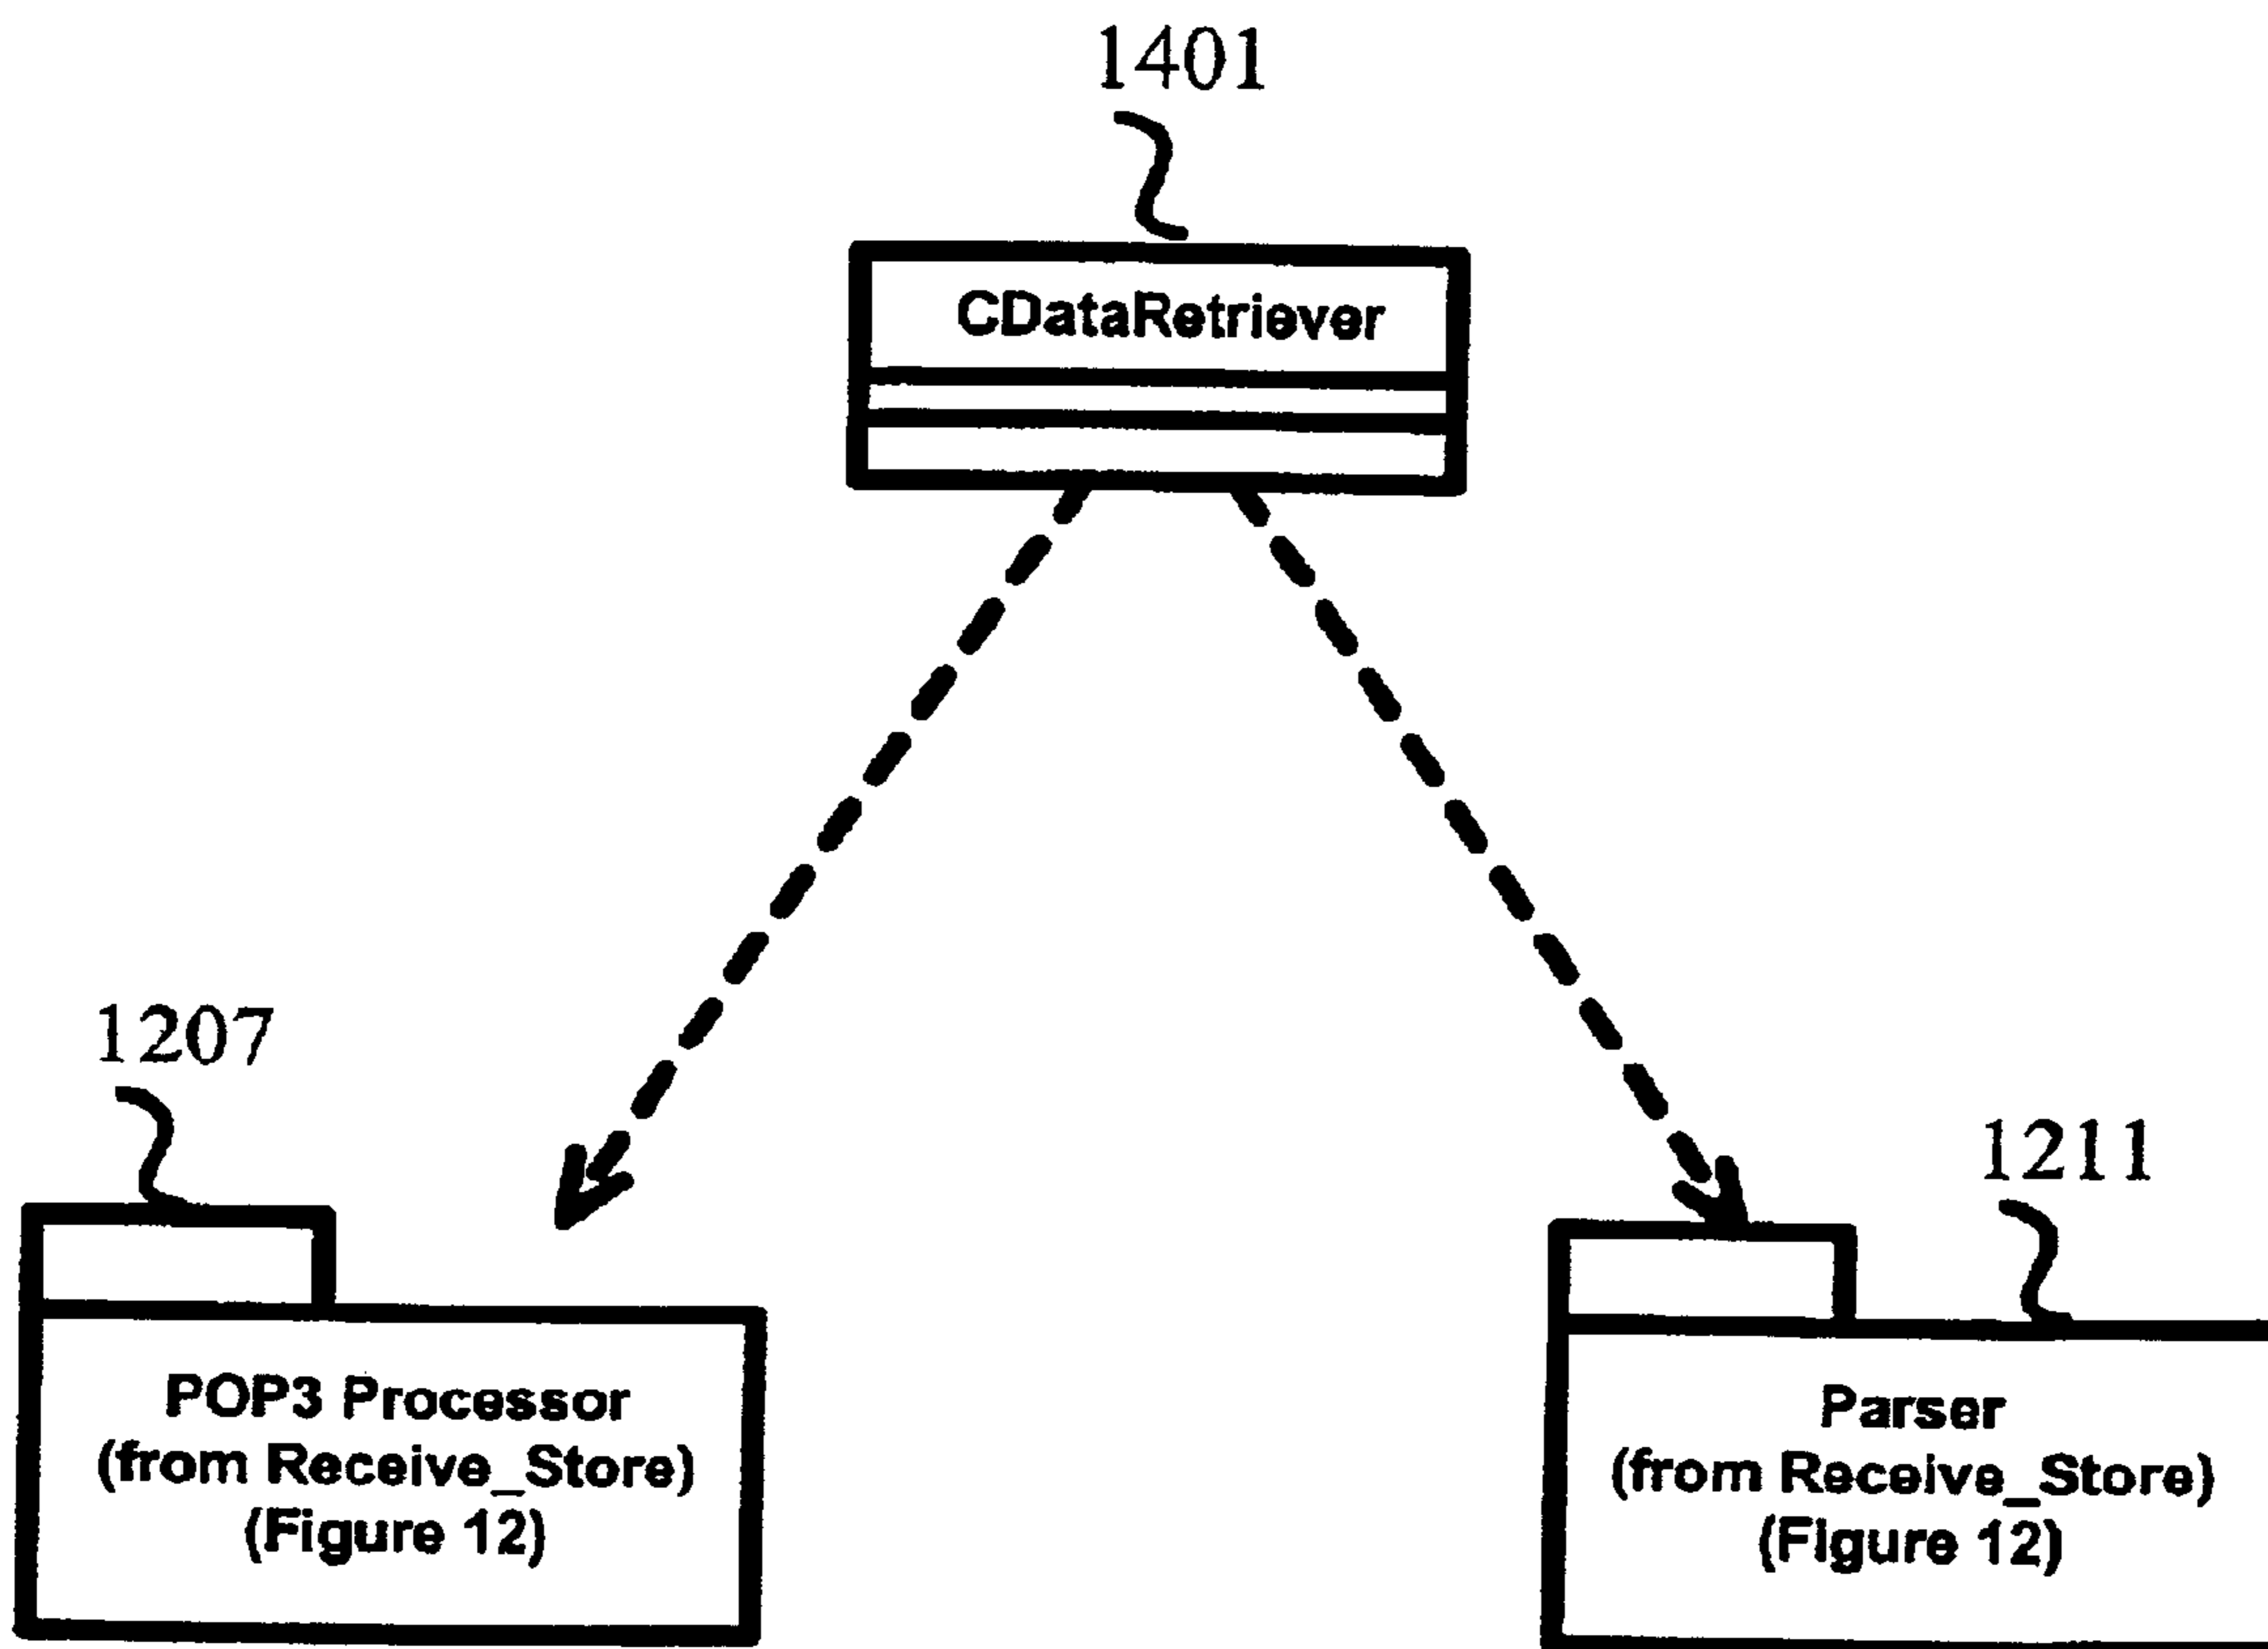 1401
CDataRetriever
1207
1211
POP3 Processor
(from Receive_Store)
(Figure 12)
Parser
(from Receive_Store)
(Figure 12)